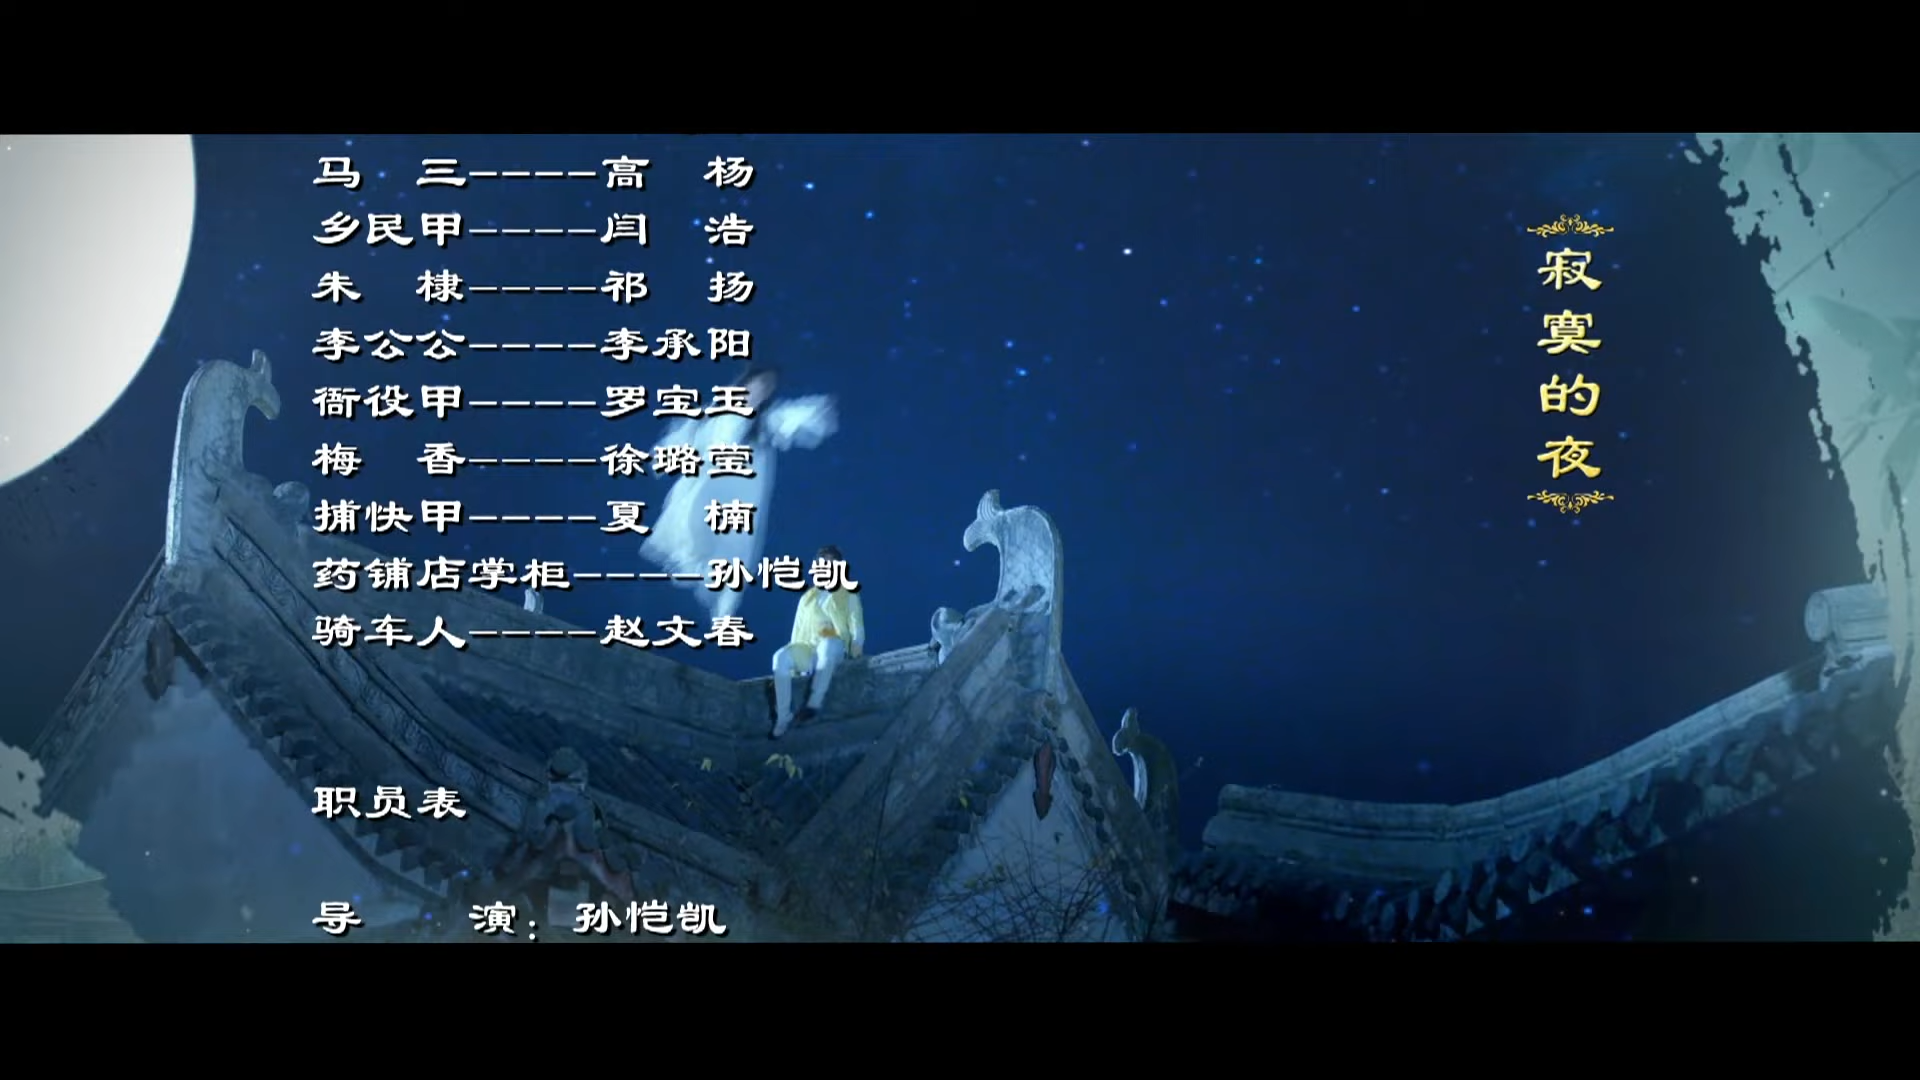 马 三----高 杨
乡民甲----闫 浩
朱 棣----祁 扬
李公公----李承阳
衙役甲----罗宝玉
梅 香----徐璐莹
捕快甲----夏 楠
药铺店掌柜----孙恺凯
骑车人----赵文春
职员表
导 演：孙恺凯
寂寞的夜